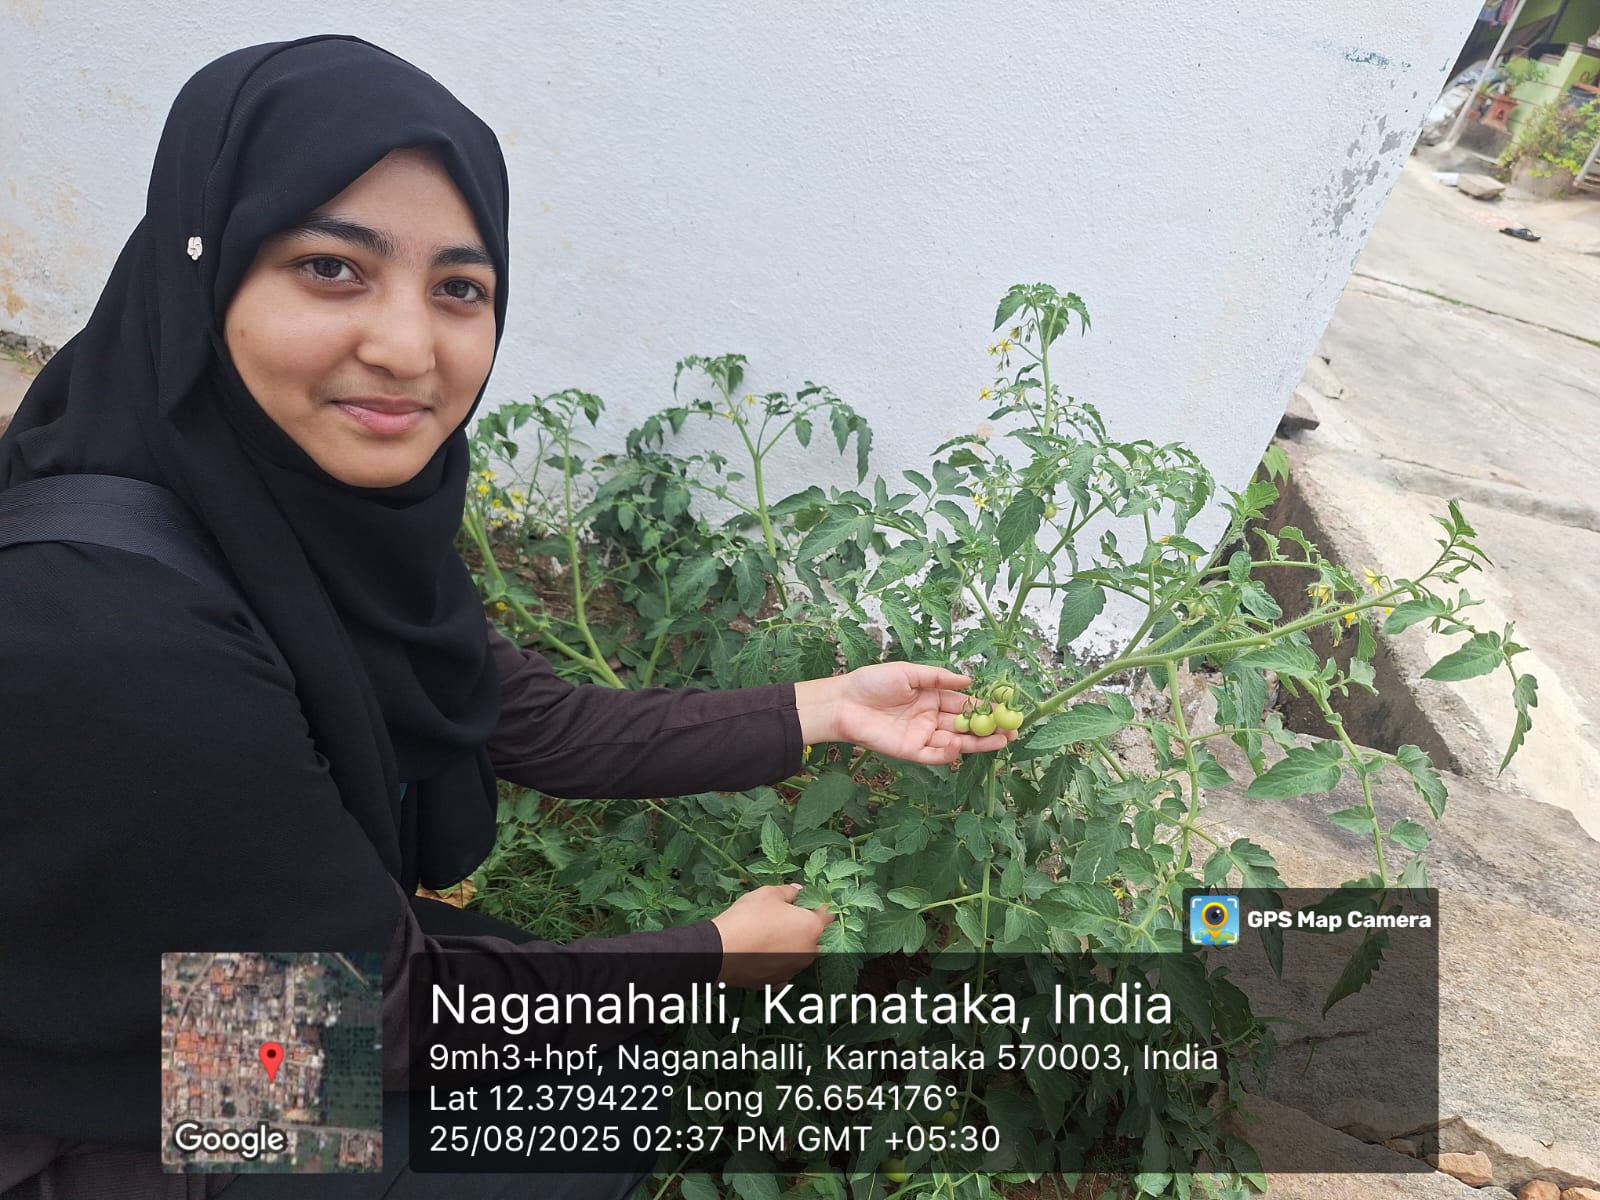 GPS Map Camera
Naganahalli, Karnataka, India
9mh3+hpf, Naganahalli, Karnataka 570003, India
Lat 12.379422° Long 76.654176°
25/08/2025 02:37 PM GMT +05:30
Google